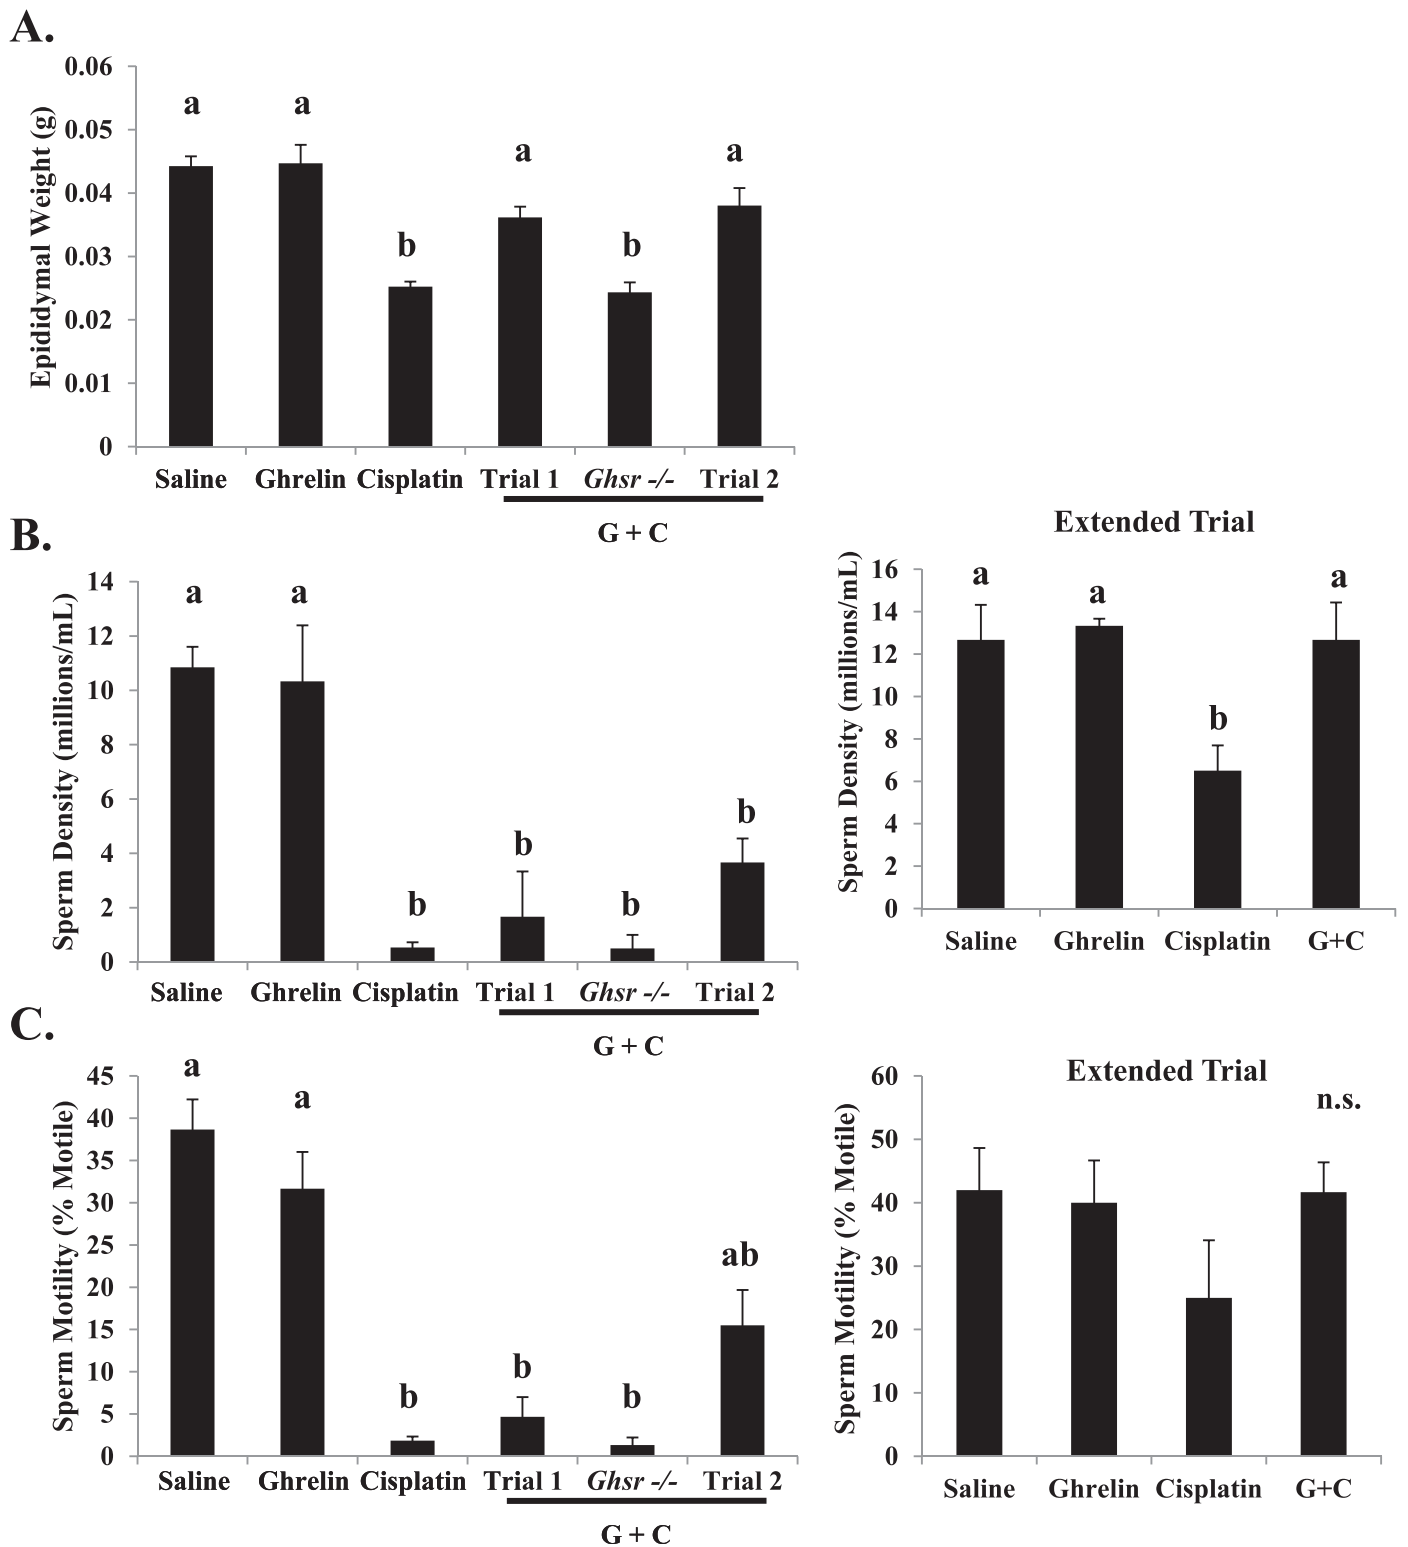 A.
Epididymal Weight (g)
0.06
0.05
0.04
0.03
0.02
0.01
0
a
a
b
a
b
a
Saline Ghrelin Cisplatin Trial 1 Ghsr -/- Trial 2
G + C
B.
Sperm Density (millions/mL)
14
12
10
8
6
4
2
0
a
a
b
b
b
b
Saline Ghrelin Cisplatin Trial 1 Ghsr -/- Trial 2
G + C
Extended Trial
Sperm Density (millions/mL)
16
14
12
10
8
6
4
2
0
a
a
b
a
Saline Ghrelin Cisplatin G+C
C.
Sperm Motility (% Motile)
45
40
35
30
25
20
15
10
5
0
a
a
b
b
b
ab
Saline Ghrelin Cisplatin Trial 1 Ghsr -/- Trial 2
G + C
Extended Trial
n.s.
Sperm Motility (% Motile)
60
50
40
30
20
10
0
Saline Ghrelin Cisplatin G+C